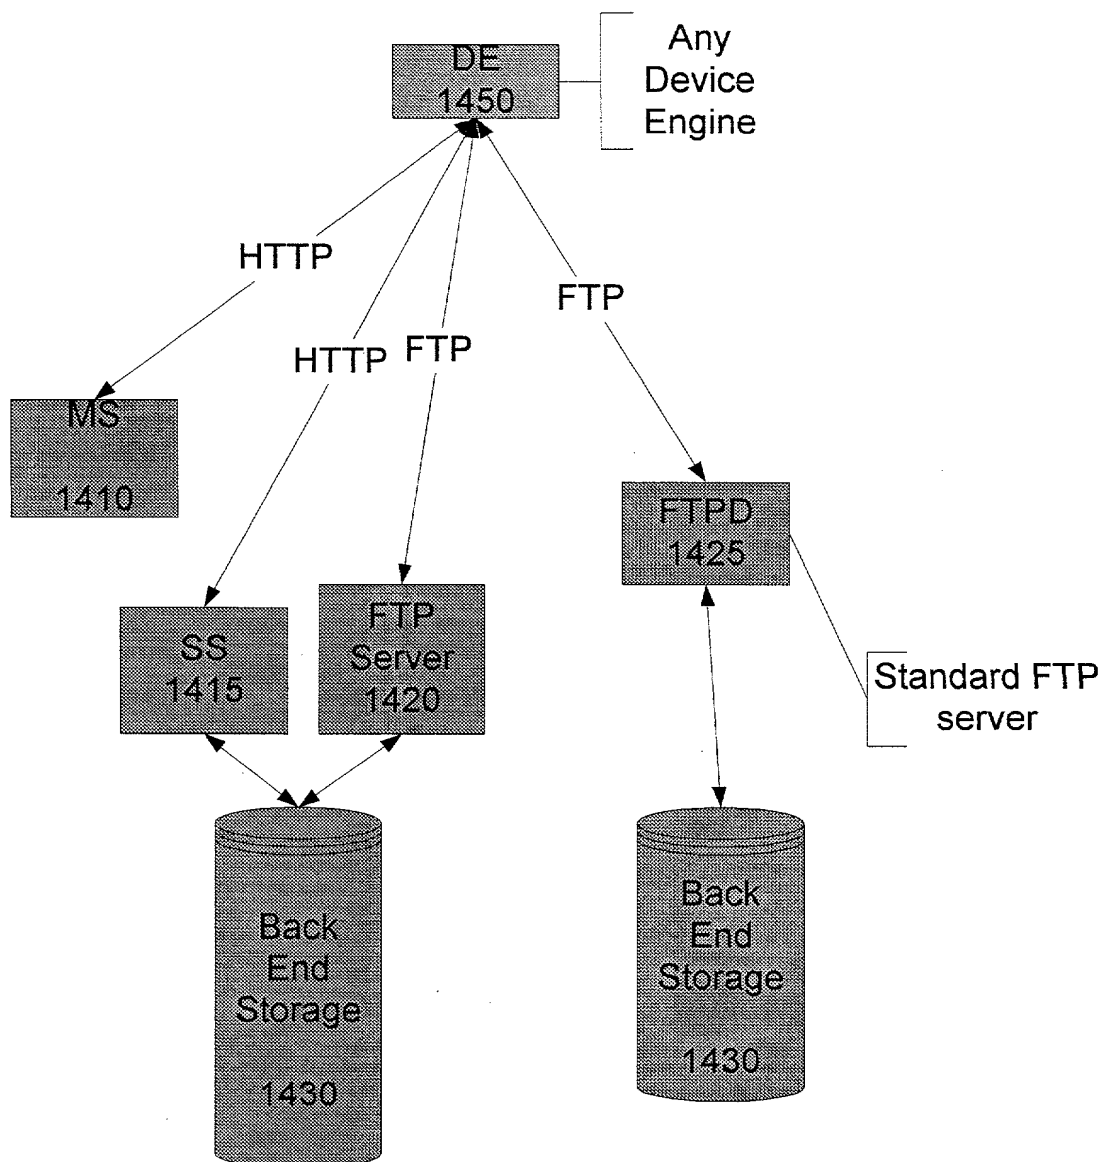 DE
1450
Any
Device
Engine
HTTP
FTP
HTTP
FTP
MS
1410
FTPD
1425
SS
1415
FTP
Server
1420
Standard FTP
server
Back
End
Storage
1430
Back
End
Storage
1430